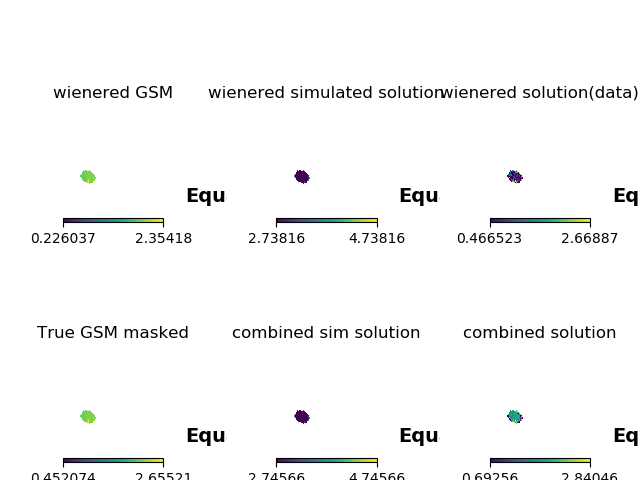 wienered GSM
wienered simulated solution
wienered solution(data)
Equ
Equ
Eq
0.226037 2.35418
2.73816 4.73816
0.466523 2.66887
True GSM masked
combined sim solution
combined solution
Equ
Equ
Eq
0.452074 2.65521
2.74566 4.74566
0.69256 2.84046